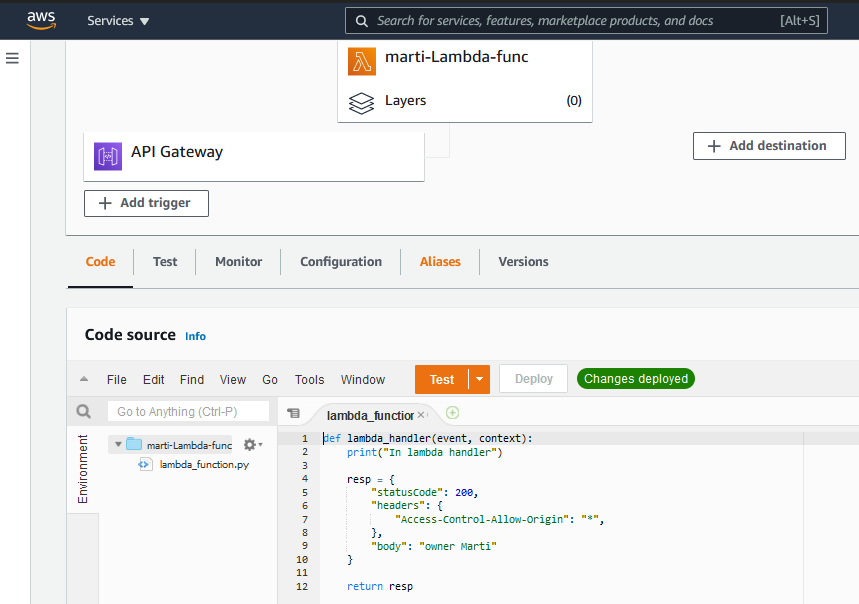 aws Services Search for services, features, marketplace products, and docs [Alt+S]
marti-Lambda-func
Layers (0)
API Gateway
+ Add destination
+ Add trigger
Code Test Monitor Configuration Aliases Versions
Code source Info
File Edit Find View Go Tools Window Test Deploy Changes deployed
Go to Anything (Ctrl-P) lambda_function
Environment
marti-Lambda-func
lambda_function.py
1 def lambda_handler(event, context):
2 print("In lambda handler")
3
4 resp = {
5 "statusCode": 200,
6 "headers": {
7 "Access-Control-Allow-Origin": "*",
8 },
9 "body": "owner Marti"
10 }
11
12 return resp